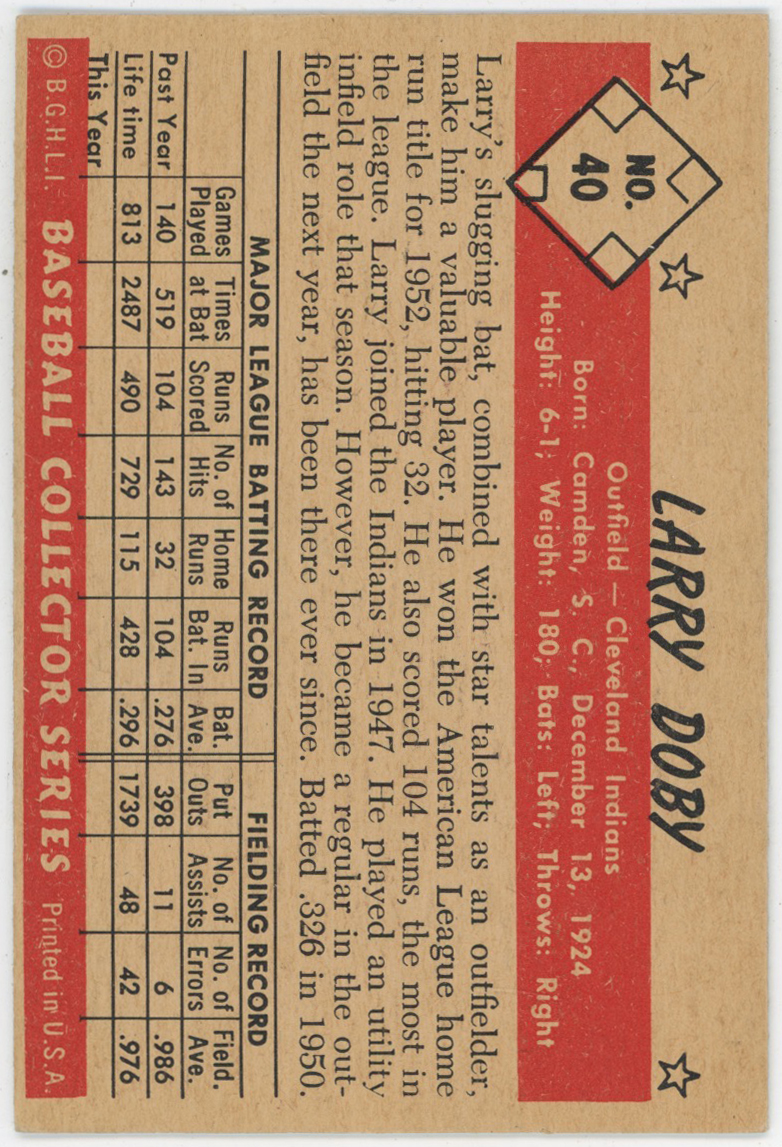 NO.
40
LARRY DOBY
Outfield — Cleveland Indians
Born: Camden, S. C., December 13, 1924
Height: 6-1; Weight: 180; Bats: Left; Throws: Right
Larry's slugging bat, combined with star talents as an outfielder,
make him a valuable player. He won the American League home
run title for 1952, hitting 32. He also scored 104 runs, the most in
the league. Larry joined the Indians in 1947. He played an utility
infield role that season. However, he became a regular in the out-
field the next year, has been there ever since. Batted .326 in 1950.
MAJOR LEAGUE BATTING RECORD FIELDING RECORD
Games Times Runs No. of Home Runs Bat. Put No. of No. of Field.
Played at Bat Scored Hits Runs Bat. In Ave. Outs Assists Errors Ave.
Past Year 140 519 104 143 32 104 .276 398 11 6 .986
Life time 813 2487 490 729 115 428 .296 1739 48 42 .976
This Year
© B.G.H.L.I. BASEBALL COLLECTOR SERIES Printed in U.S.A.